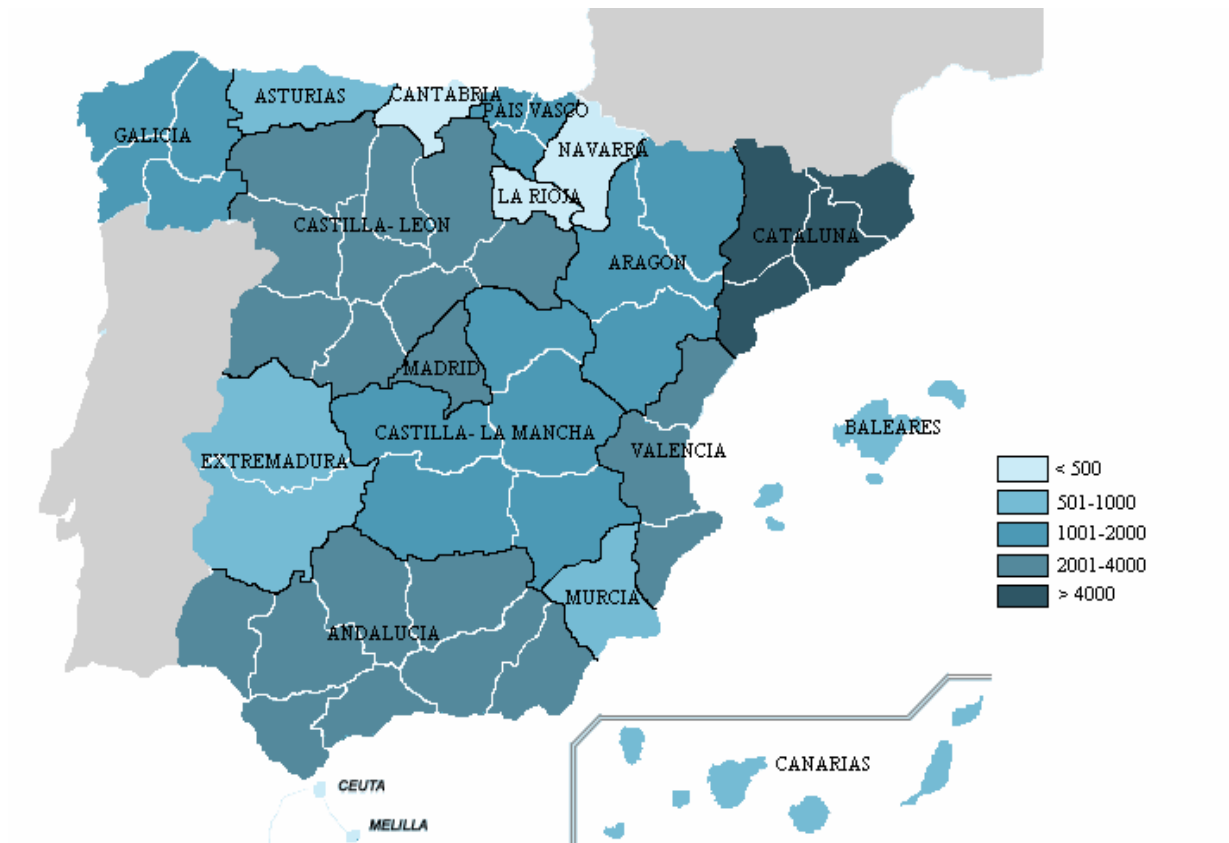 ASTURIAS
CANTABRIA
PAIS VASCO
GALICIA
NAVARRA
LA RIOJA
CASTILLA- LEON
CATALUNA
ARAGON
MADRID
BALEARES
CASTILLA- LA MANCHA
VALENCIA
EXTREMADURA
< 500
501-1000
1001-2000
2001-4000
> 4000
MURCIA
ANDALUCIA
CANARIAS
CEUTA
MELILLA